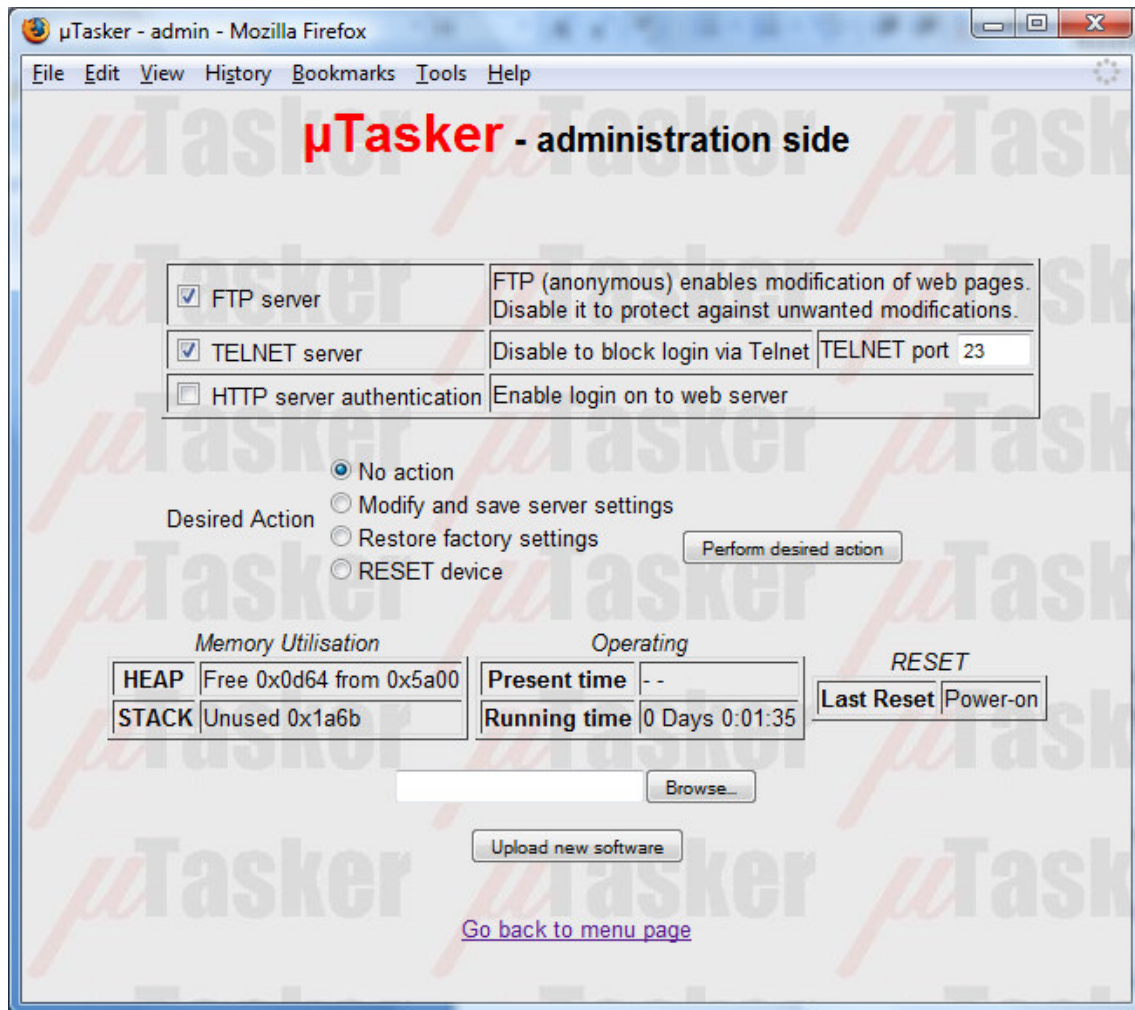 µTasker - admin - Mozilla Firefox
File Edit View History Bookmarks Tools Help
µTasker - administration side
FTP server
FTP (anonymous) enables modification of web pages.
Disable it to protect against unwanted modifications.
TELNET server
Disable to block login via Telnet
TELNET port 23
HTTP server authentication
Enable login on to web server
Desired Action
No action
Modify and save server settings
Restore factory settings
RESET device
Perform desired action
Memory Utilisation
HEAP Free 0x0d64 from 0x5a00
STACK Unused 0x1a6b
Operating
Present time - -
Running time 0 Days 0:01:35
RESET
Last Reset Power-on
Browse...
Upload new software
Go back to menu page